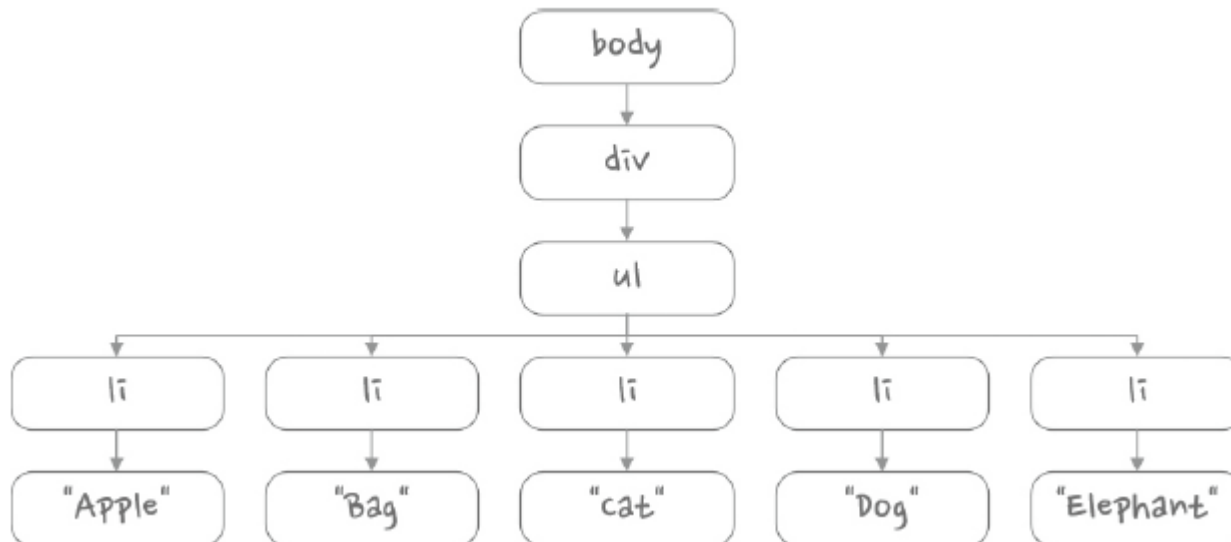 body
div
ul
li li li li li
"Apple" "Bag" "cat" "Dog" "Elephant"